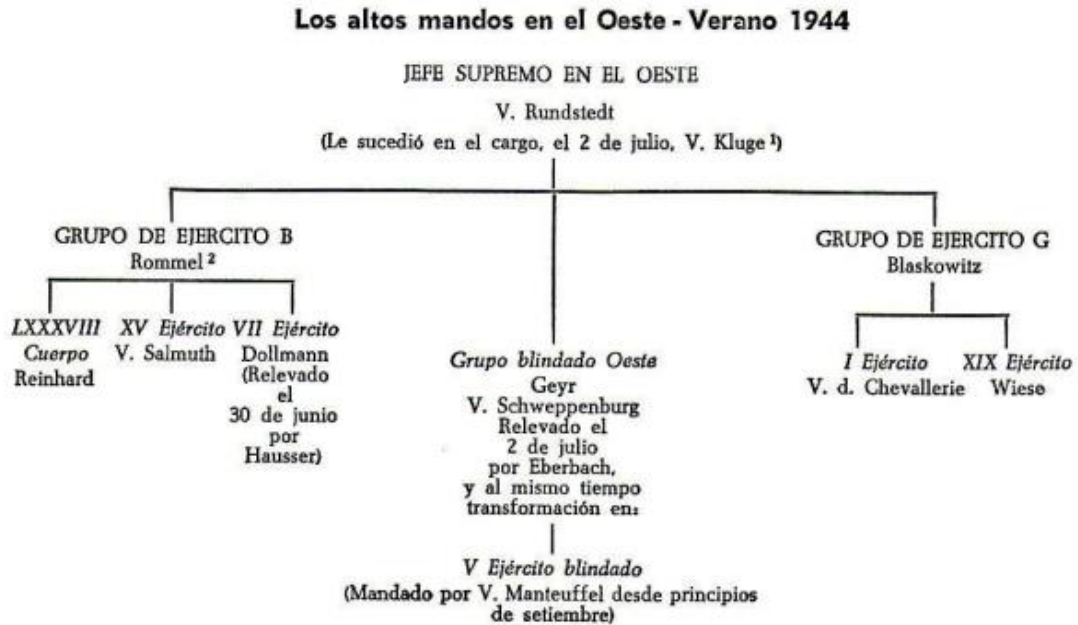 Los altos mandos en el Oeste - Verano 1944
JEFE SUPREMO EN EL OESTE
V. Rundstedt
(Le sucedió en el cargo, el 2 de julio, V. Kluge ¹)
GRUPO DE EJERCITO B
Rommel ²
LXXXVIII
Cuerpo
Reinhard
XV Ejército
V. Salmuth
VII Ejército
Dollmann
(Relevado
el
30 de junio
por
Hausser)
Grupo blindado Oeste
Geyr
V. Schweppenburg
Relevado el
2 de julio
por Eberbach,
y al mismo tiempo
transformación en:
V Ejército blindado
(Mandado por V. Manteuffel desde principios
de setiembre)
GRUPO DE EJERCITO G
Blaskowitz
I Ejército
V. d. Chevallerie
XIX Ejército
Wiese